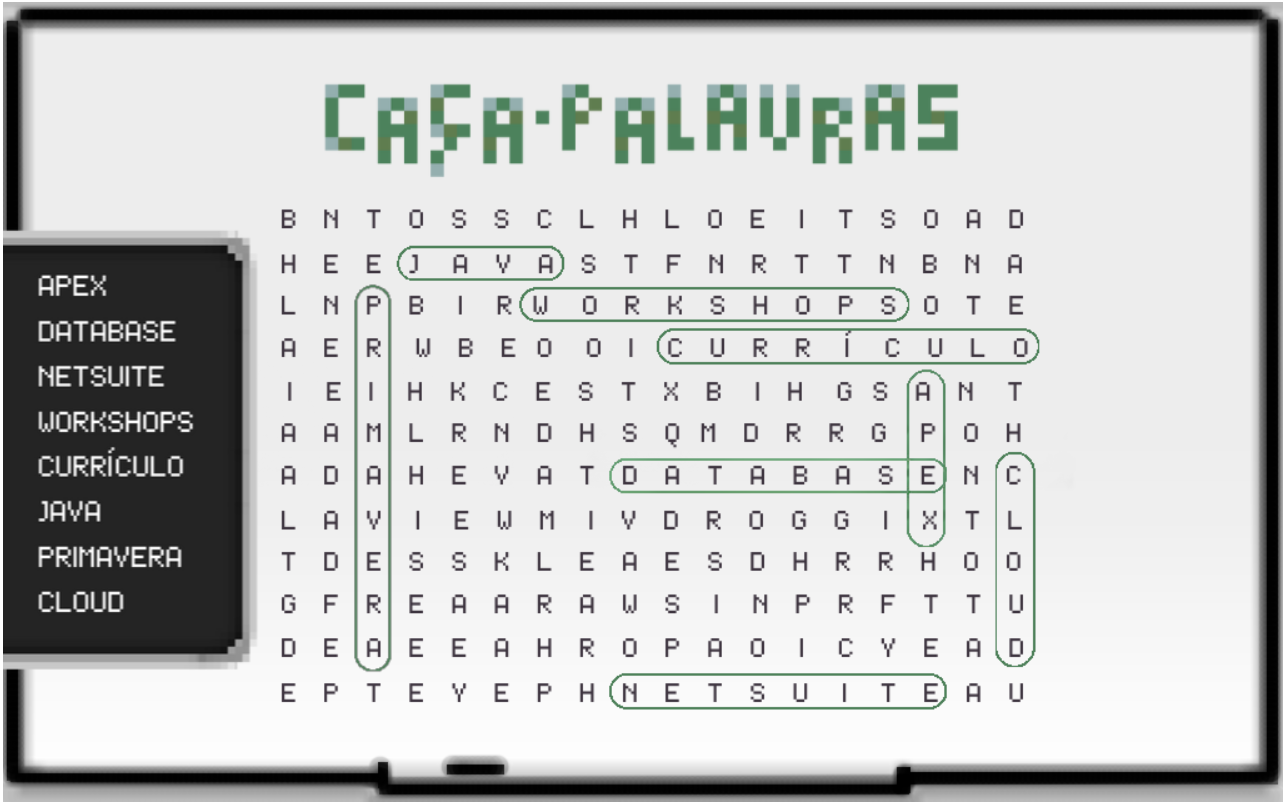 CAÇA-PALAVRAS
APEX
DATABASE
NETSUITE
WORKSHOPS
CURRÍCULO
JAVA
PRIMAVERA
CLOUD
B N T O S S C L H L O E I T S O A D
H E E J A V A S T F N R T T N B N A
L N P B I R W O R K S H O P S O T E
A E R W B E O O I C U R R Í C U L O
I E I H K C E S T X B I H G S A N T
A A M L R N D H S Q M D R R G P O H
A D A H E V A T D A T A B A S E N C
L A V I E W M I V D R O G G I X T L
T D E S S K L E A E S D H R R H O O
G F R E A A R A W S I N P R F T T U
D E A E E A H R O P A O I C Y E A D
E P T E Y E P H N E T S U I T E A U